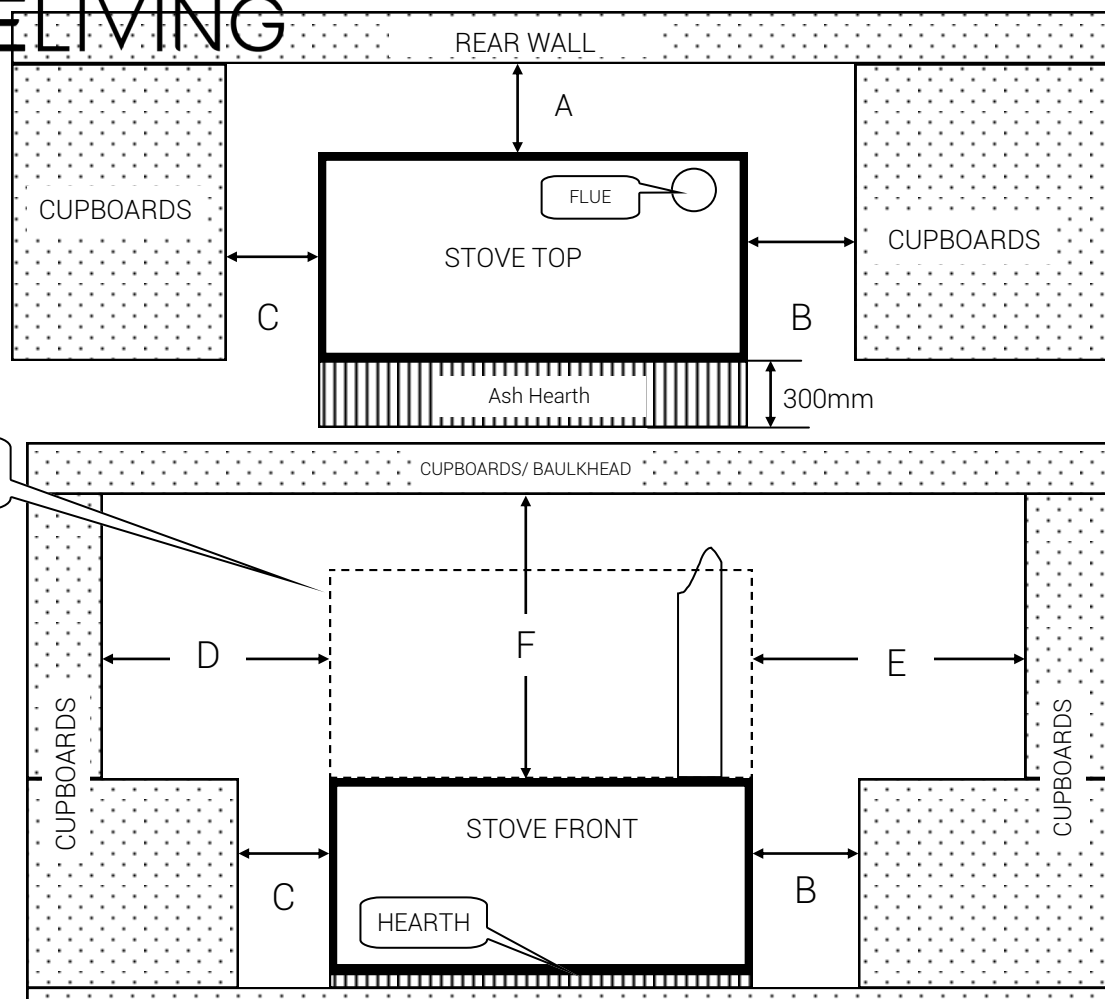 ELIVING
REAR WALL
A
CUPBOARDS
FLUE
STOVE TOP
CUPBOARDS
C
B
Ash Hearth
300mm
CUPBOARDS/ BAULKHEAD
D
F
E
CUPBOARDS
CUPBOARDS
STOVE FRONT
C
B
HEARTH